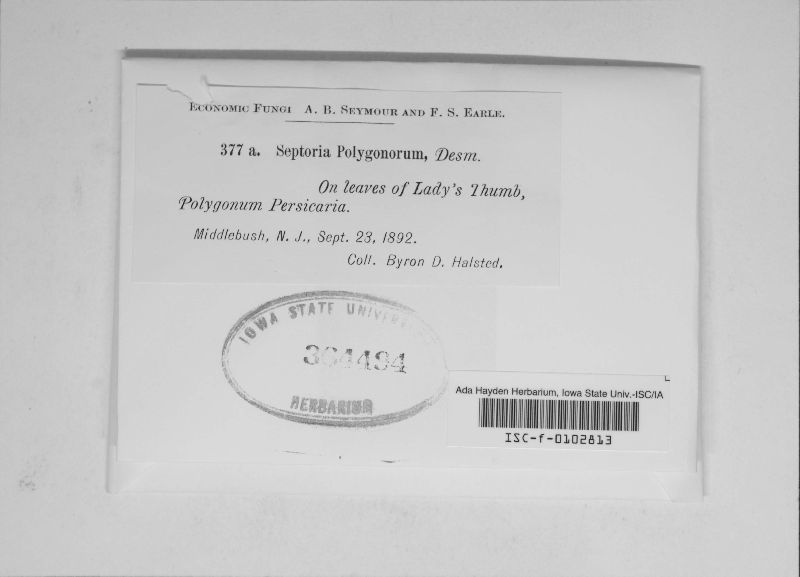 Economic Fungi A. B. Seymour and F. S. Earle.
377 a. Septoria Polygonorum, Desm.
On leaves of Lady's Thumb,
Polygonum Persicaria.
Middlebush, N. J., Sept. 23, 1892.
Coll. Byron D. Halsted.
IOWA STATE UNIVERSITY
364494
HERBARIUM
Ada Hayden Herbarium, Iowa State Univ.-ISC/IA
ISC-f-0102813